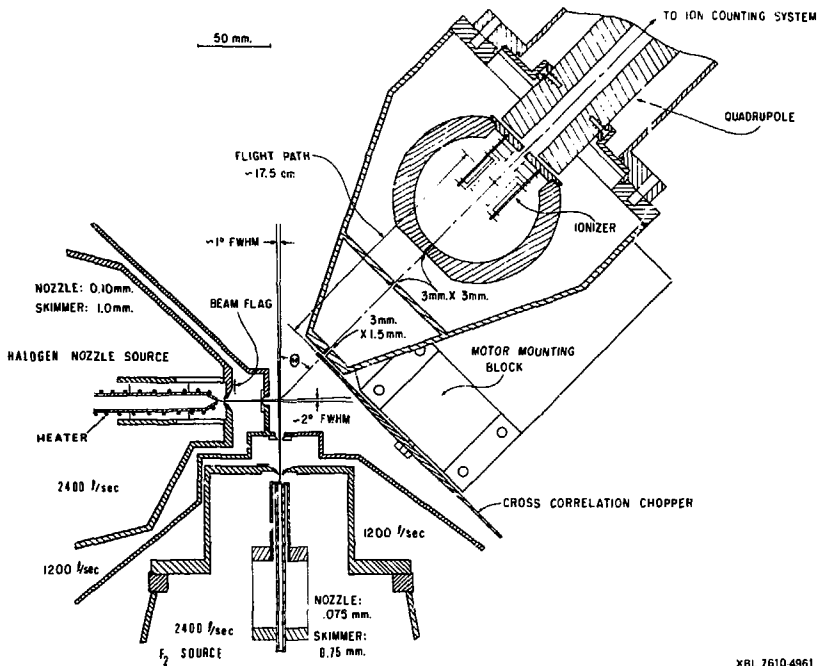 50 mm.
TO ION COUNTING SYSTEM
QUADRUPOLE
FLIGHT PATH
~17.5 cm
IONIZER
~1° FWHM
NOZZLE: 0.10mm.
SKIMMER: 1.0mm.
BEAM FLAG
3mm. X 3mm.
3mm.
X 1.5mm.
HALOGEN NOZZLE SOURCE
Θ
MOTOR MOUNTING
BLOCK
~2° FWHM
HEATER
2400 ℓ/sec
CROSS CORRELATION CHOPPER
1200 ℓ/sec
1200 ℓ/sec
NOZZLE:
.075 mm.
2400 ℓ/sec
SKIMMER:
F₂ SOURCE
0.75 mm.
XBL 7610-4961